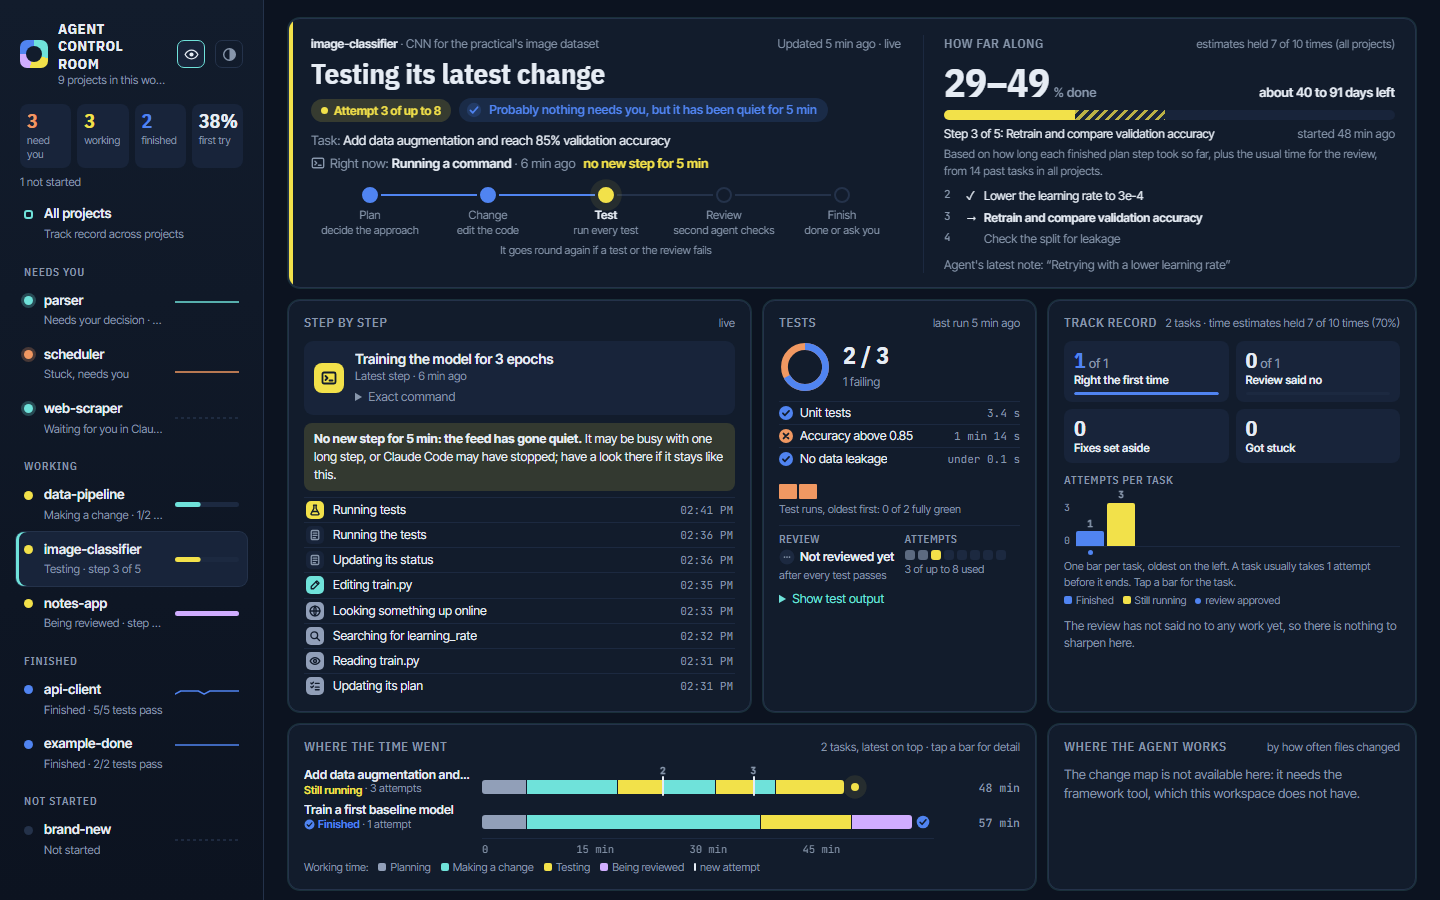 AGENT
CONTROL
ROOM
9 projects in this wo...
3 need you
3 working
2 finished
38% first try
1 not started
All projects
Track record across projects
NEEDS YOU
parser
Needs your decision · ...
scheduler
Stuck, needs you
web-scraper
Waiting for you in Clau...
WORKING
data-pipeline
Making a change · 1/2 ...
image-classifier
Testing · step 3 of 5
notes-app
Being reviewed · step ...
FINISHED
api-client
Finished · 5/5 tests pass
example-done
Finished · 2/2 tests pass
NOT STARTED
brand-new
Not started
image-classifier · CNN for the practical's image dataset
Updated 5 min ago · live
Testing its latest change
Attempt 3 of up to 8
Probably nothing needs you, but it has been quiet for 5 min
Task: Add data augmentation and reach 85% validation accuracy
Right now: Running a command · 6 min ago no new step for 5 min
Plan
decide the approach
Change
edit the code
Test
run every test
Review
second agent checks
Finish
done or ask you
It goes round again if a test or the review fails
HOW FAR ALONG
estimates held 7 of 10 times (all projects)
29–49 % done
about 40 to 91 days left
Step 3 of 5: Retrain and compare validation accuracy
started 48 min ago
Based on how long each finished plan step took so far, plus the usual time for the review,
from 14 past tasks in all projects.
2 ✓ Lower the learning rate to 3e-4
3 → Retrain and compare validation accuracy
4 Check the split for leakage
Agent's latest note: “Retrying with a lower learning rate”
STEP BY STEP
live
Training the model for 3 epochs
Latest step · 6 min ago
Exact command
No new step for 5 min: the feed has gone quiet. It may be busy with one
long step, or Claude Code may have stopped; have a look there if it stays like
this.
Running tests 02:41 PM
Running the tests 02:36 PM
Updating its status 02:36 PM
Editing train.py 02:35 PM
Looking something up online 02:33 PM
Searching for learning_rate 02:32 PM
Reading train.py 02:31 PM
Updating its plan 02:31 PM
TESTS
last run 5 min ago
2 / 3
1 failing
Unit tests 3.4 s
Accuracy above 0.85 1 min 14 s
No data leakage under 0.1 s
Test runs, oldest first: 0 of 2 fully green
REVIEW
Not reviewed yet
after every test passes
ATTEMPTS
3 of up to 8 used
Show test output
TRACK RECORD
2 tasks · time estimates held 7 of 10 times (70%)
1 of 1
Right the first time
0 of 1
Review said no
0
Fixes set aside
0
Got stuck
ATTEMPTS PER TASK
3
0
1
3
One bar per task, oldest on the left. A task usually takes 1 attempt
before it ends. Tap a bar for the task.
Finished Still running review approved
The review has not said no to any work yet, so there is nothing to
sharpen here.
WHERE THE TIME WENT
2 tasks, latest on top · tap a bar for detail
Add data augmentation and...
Still running · 3 attempts
2
3
48 min
Train a first baseline model
Finished · 1 attempt
57 min
0 15 min 30 min 45 min
Working time: Planning Making a change Testing Being reviewed new attempt
WHERE THE AGENT WORKS
by how often files changed
The change map is not available here: it needs the
framework tool, which this workspace does not have.